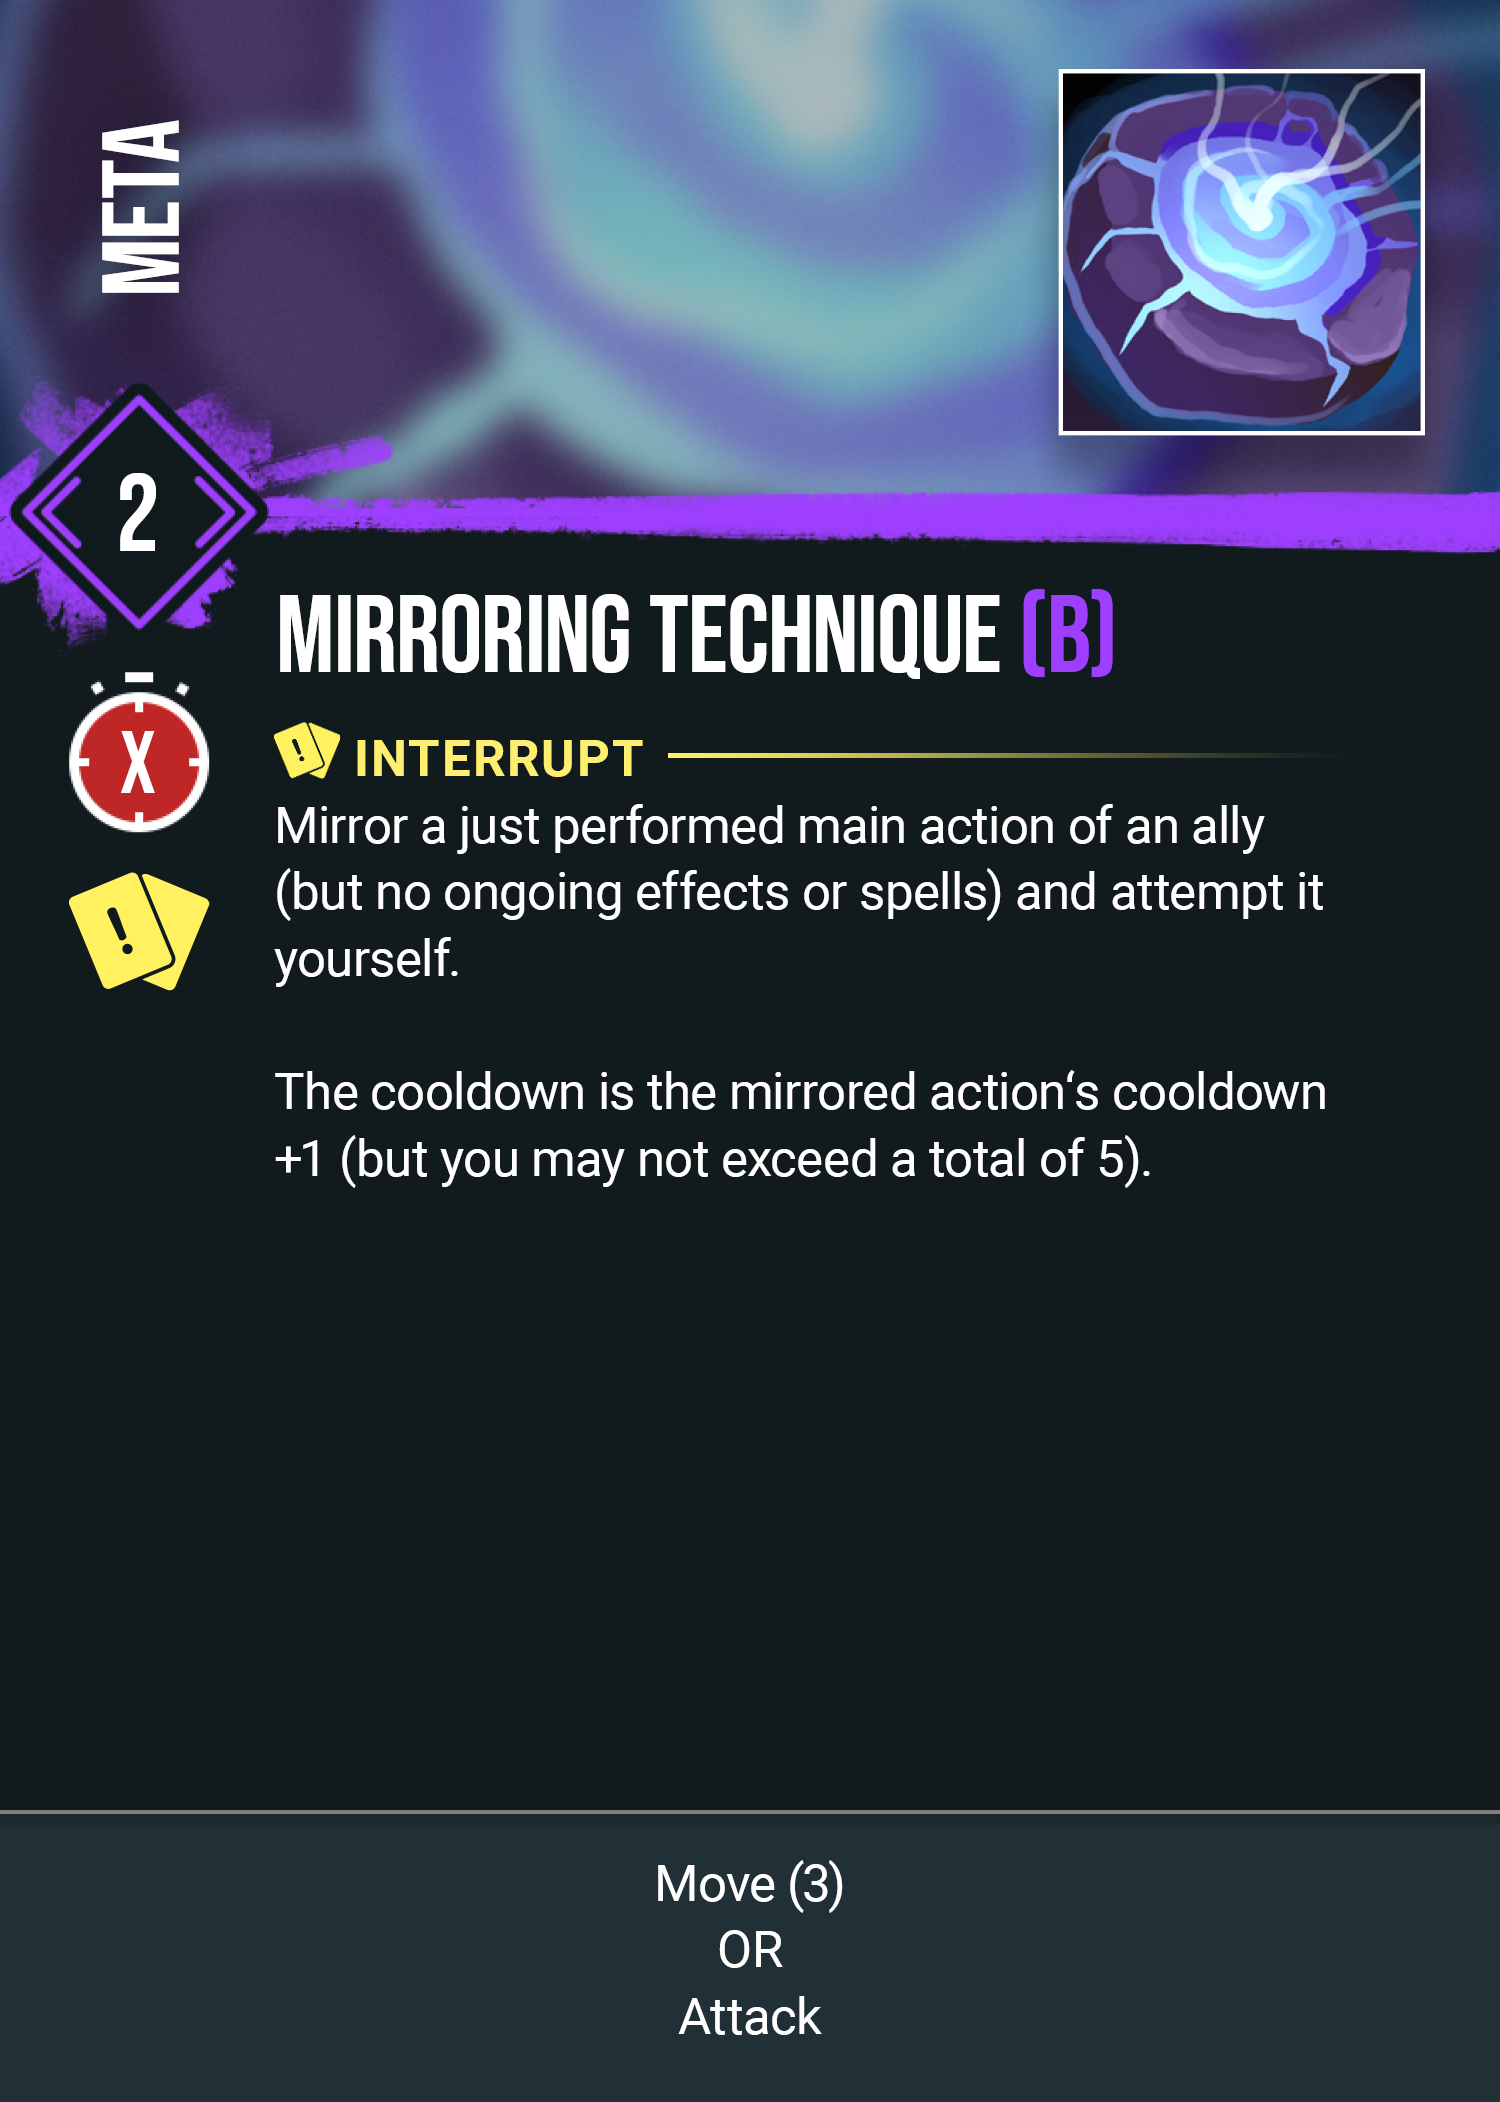 META
2
MIRRORING TECHNIQUE (B)
X
! INTERRUPT
!
Mirror a just performed main action of an ally
(but no ongoing effects or spells) and attempt it
yourself.
The cooldown is the mirrored action‘s cooldown
+1 (but you may not exceed a total of 5).
Move (3)
OR
Attack